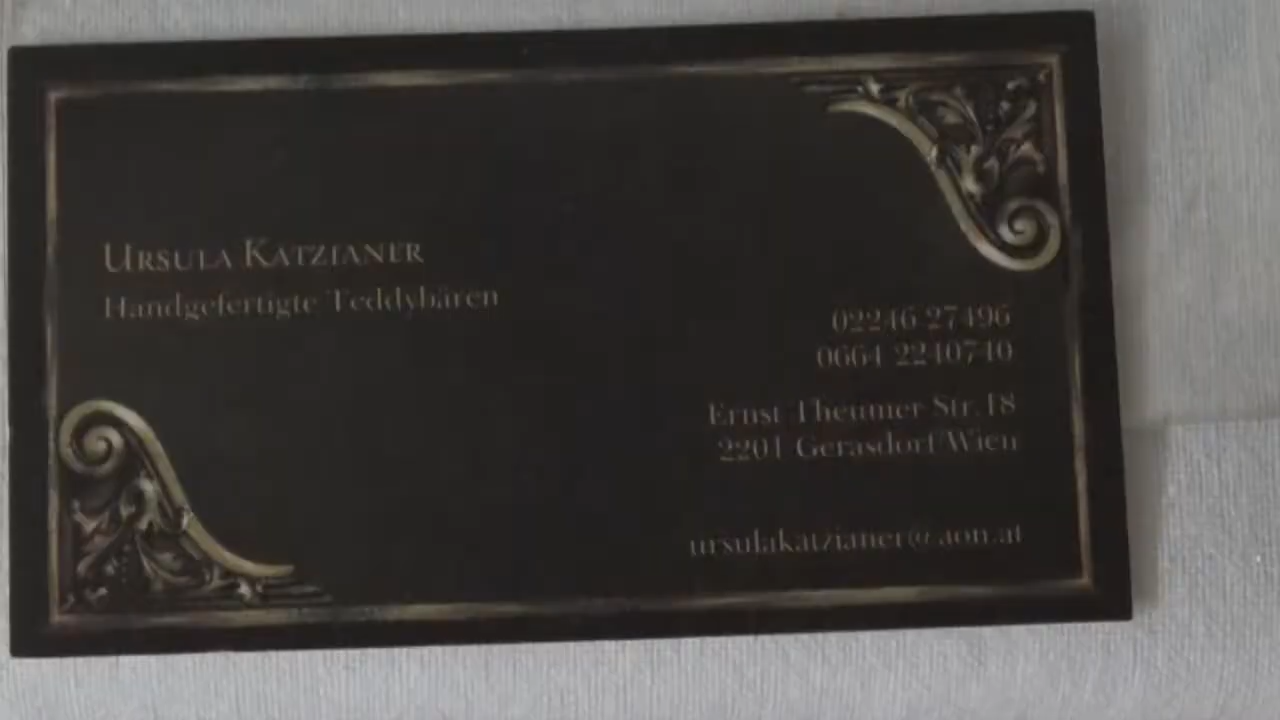 URSULA KATZIANER
Handgefertigte Teddybären
02246 27496
0664 2240740
Ernst Theumer Str. 18
2201 Gerasdorf/Wien
ursulakatzianer@aon.at